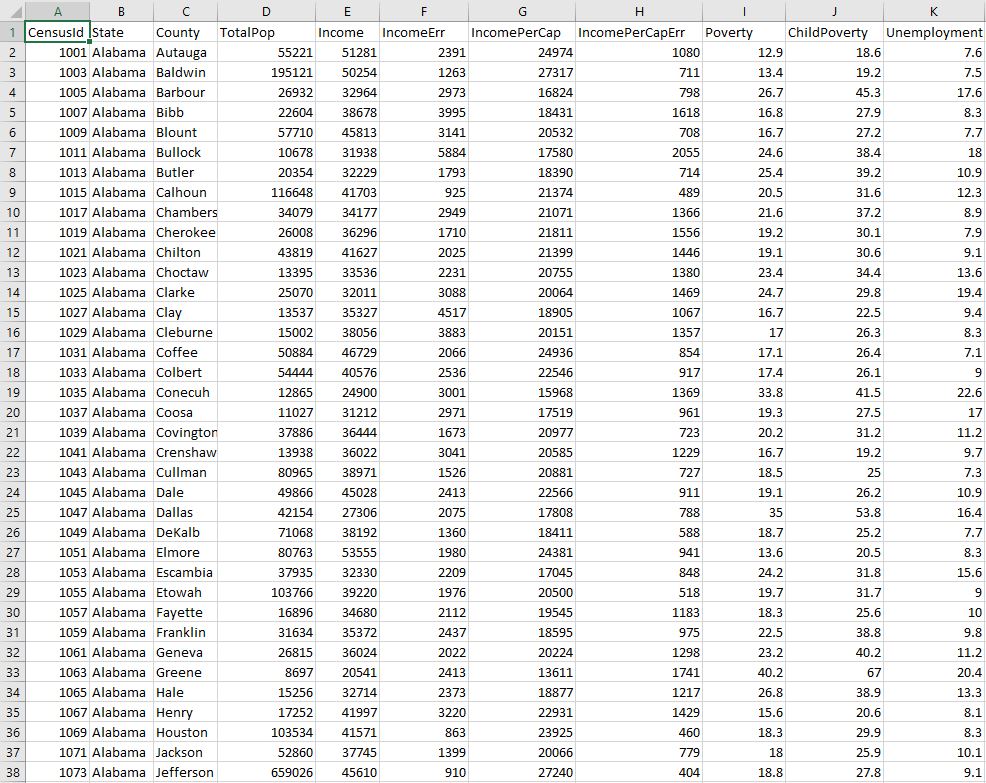 A B C D E F G H I J K
1 CensusId State County TotalPop Income IncomeErr IncomePerCap IncomePerCapErr Poverty ChildPoverty Unemployment
2 1001 Alabama Autauga 55221 51281 2391 24974 1080 12.9 18.6 7.6
3 1003 Alabama Baldwin 195121 50254 1263 27317 711 13.4 19.2 7.5
4 1005 Alabama Barbour 26932 32964 2973 16824 798 26.7 45.3 17.6
5 1007 Alabama Bibb 22604 38678 3995 18431 1618 16.8 27.9 8.3
6 1009 Alabama Blount 57710 45813 3141 20532 708 16.7 27.2 7.7
7 1011 Alabama Bullock 10678 31938 5884 17580 2055 24.6 38.4 18
8 1013 Alabama Butler 20354 32229 1793 18390 714 25.4 39.2 10.9
9 1015 Alabama Calhoun 116648 41703 925 21374 489 20.5 31.6 12.3
10 1017 Alabama Chambers 34079 34177 2949 21071 1366 21.6 37.2 8.9
11 1019 Alabama Cherokee 26008 36296 1710 21811 1556 19.2 30.1 7.9
12 1021 Alabama Chilton 43819 41627 2025 21399 1446 19.1 30.6 9.1
13 1023 Alabama Choctaw 13395 33536 2231 20755 1380 23.4 34.4 13.6
14 1025 Alabama Clarke 25070 32011 3088 20064 1469 24.7 29.8 19.4
15 1027 Alabama Clay 13537 35327 4517 18905 1067 16.7 22.5 9.4
16 1029 Alabama Cleburne 15002 38056 3883 20151 1357 17 26.3 8.3
17 1031 Alabama Coffee 50884 46729 2066 24936 854 17.1 26.4 7.1
18 1033 Alabama Colbert 54444 40576 2536 22546 917 17.4 26.1 9
19 1035 Alabama Conecuh 12865 24900 3001 15968 1369 33.8 41.5 22.6
20 1037 Alabama Coosa 11027 31212 2971 17519 961 19.3 27.5 17
21 1039 Alabama Covington 37886 36444 1673 20977 723 20.2 31.2 11.2
22 1041 Alabama Crenshaw 13938 36022 3041 20585 1229 16.7 19.2 9.7
23 1043 Alabama Cullman 80965 38971 1526 20881 727 18.5 25 7.3
24 1045 Alabama Dale 49866 45028 2413 22566 911 19.1 26.2 10.9
25 1047 Alabama Dallas 42154 27306 2075 17808 788 35 53.8 16.4
26 1049 Alabama DeKalb 71068 38192 1360 18411 588 18.7 25.2 7.7
27 1051 Alabama Elmore 80763 53555 1980 24381 941 13.6 20.5 8.3
28 1053 Alabama Escambia 37935 32330 2209 17045 848 24.2 31.8 15.6
29 1055 Alabama Etowah 103766 39220 1976 20500 518 19.7 31.7 9
30 1057 Alabama Fayette 16896 34680 2112 19545 1183 18.3 25.6 10
31 1059 Alabama Franklin 31634 35372 2437 18595 975 22.5 38.8 9.8
32 1061 Alabama Geneva 26815 36024 2022 20224 1298 23.2 40.2 11.2
33 1063 Alabama Greene 8697 20541 2413 13611 1741 40.2 67 20.4
34 1065 Alabama Hale 15256 32714 2373 18877 1217 26.8 38.9 13.3
35 1067 Alabama Henry 17252 41997 3220 22931 1429 15.6 20.6 8.1
36 1069 Alabama Houston 103534 41571 863 23925 460 18.3 29.9 8.3
37 1071 Alabama Jackson 52860 37745 1399 20066 779 18 25.9 10.1
38 1073 Alabama Jefferson 659026 45610 910 27240 404 18.8 27.8 9.1